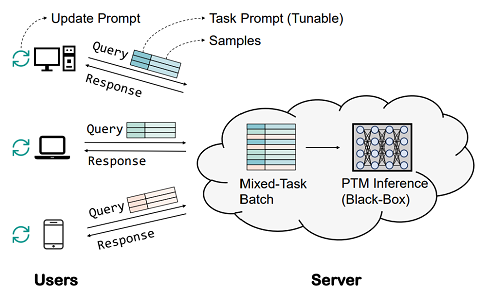 Update Prompt
Task Prompt (Tunable)
Samples
Query
Response
Query
Response
Query
Response
Mixed-Task
Batch
PTM Inference
(Black-Box)
Users
Server